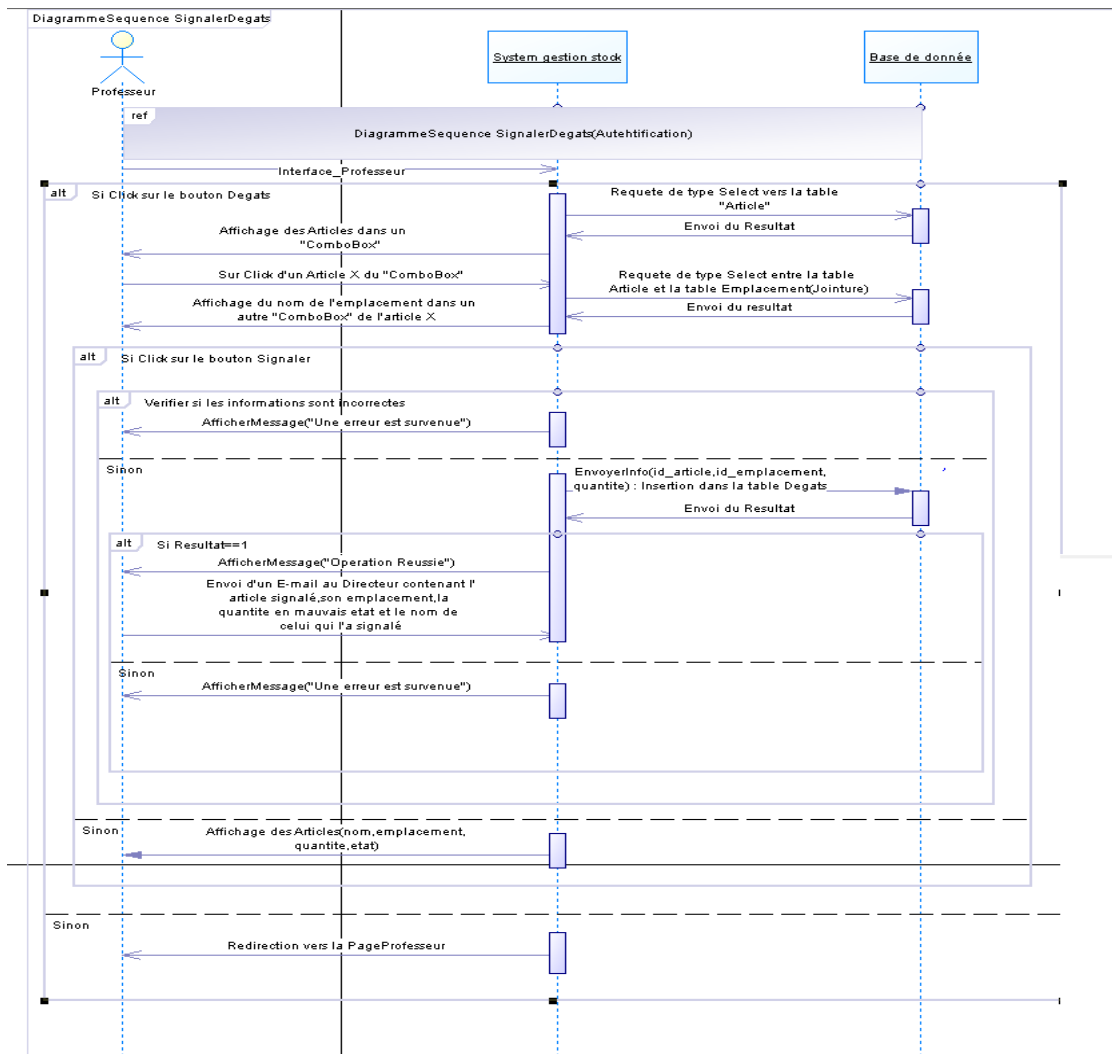 DiagrammeSequence SignalerDegats
System gestion stock
Base de donnée
Professeur
ref
DiagrammeSequence SignalerDegats(Autehtification)
Interface_Professeur
alt
Si Click sur le bouton Degats
Requete de type Select vers la table
"Article"
Envoi du Resultat
Affichage des Articles dans un
"ComboBox"
Sur Click d'un Article X du "ComboBox"
Requete de type Select entre la table
Article et la table Emplacement(Jointure)
Affichage du nom de l'emplacement dans un
autre "ComboBox" de l'article X
Envoi du resultat
alt
Si Click sur le bouton Signaler
alt
Verifier si les informations sont incorrectes
AfficherMessage("Une erreur est survenue")
Sinon
EnvoyerInfo(id_article,id_emplacement,
quantite) : Insertion dans la table Degats
Envoi du Resultat
alt
Si Resultat==1
AfficherMessage("Operation Reussie")
Envoi d'un E-mail au Directeur contenant l'
article signalé,son emplacement,la
quantite en mauvais etat et le nom de
celui qui l'a signalé
Sinon
AfficherMessage("Une erreur est survenue")
Sinon
Affichage des Articles(nom,emplacement,
quantite,etat)
Sinon
Redirection vers la PageProfesseur